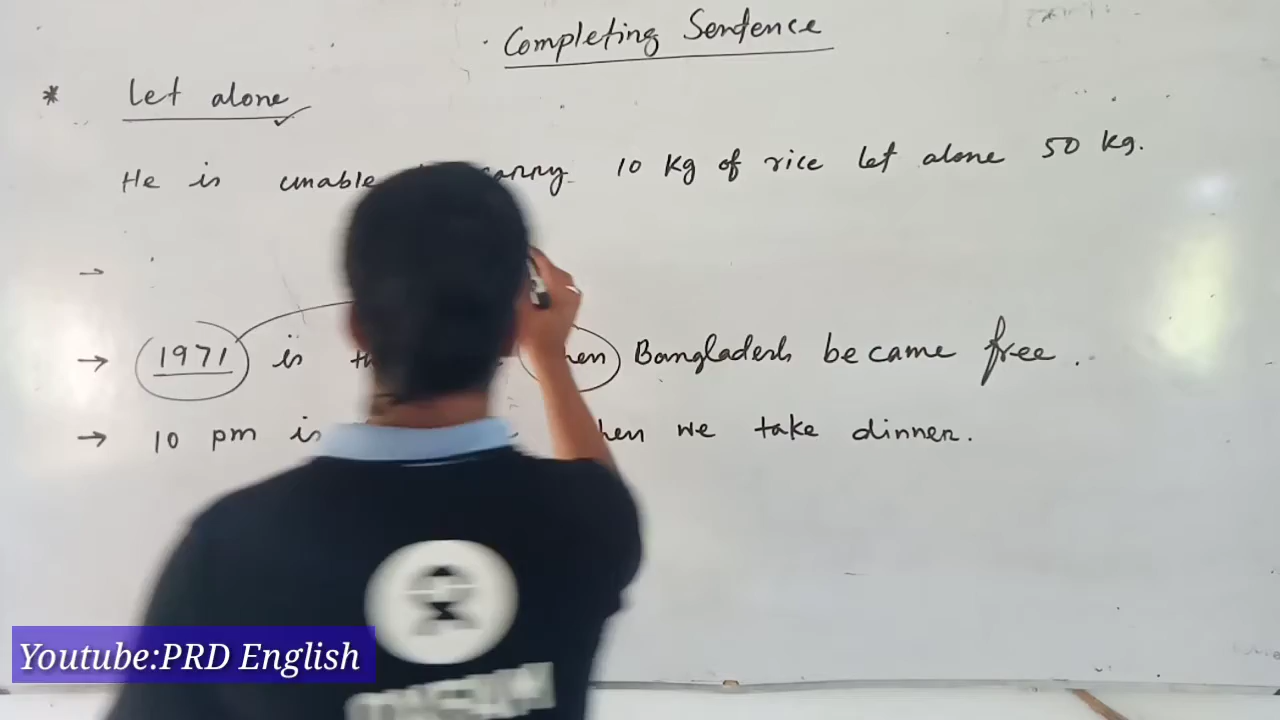 Completing Sentence
* Let alone
He is unable carry 10 kg of rice let alone 50 kg.
→
→ 1971 is Bangladesh became free.
→ 10 pm is we take dinner.
Youtube:PRD English